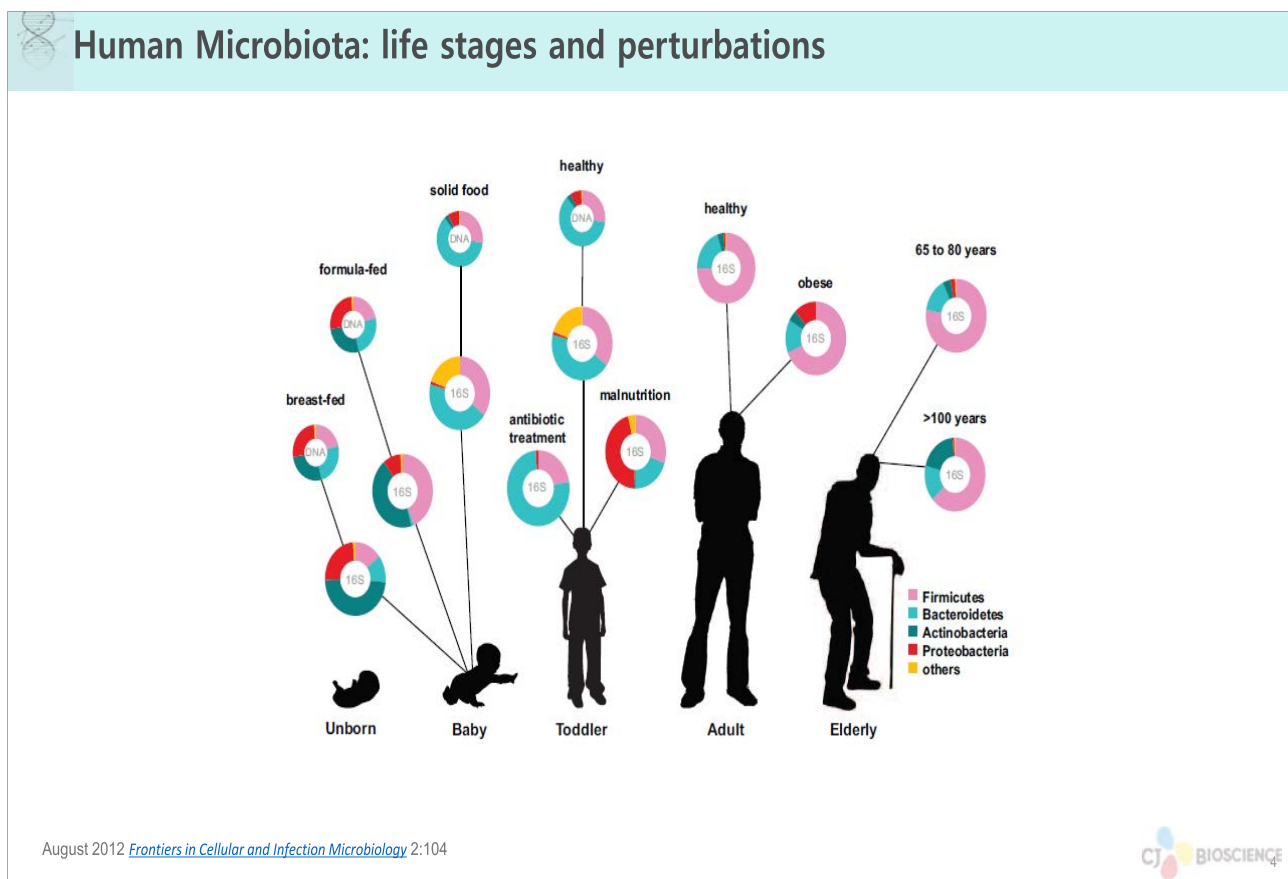 Human Microbiota: life stages and perturbations
healthy
solid food
DNA
DNA
healthy
65 to 80 years
formula-fed
16S
obese
DNA
16S
16S
16S
16S
breast-fed
malnutrition
antibiotic
treatment
>100 years
DNA
16S
16S
16S
16S
16S
16S
Firmicutes
Bacteroidetes
Actinobacteria
Proteobacteria
others
Unborn
Baby
Toddler
Adult
Elderly
August 2012 Frontiers in Cellular and Infection Microbiology 2:104
CJ BIOSCIENCE
4